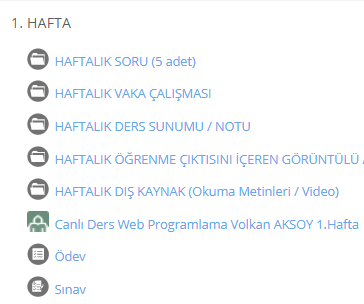 1. HAFTA
HAFTALIK SORU (5 adet)
HAFTALIK VAKA ÇALIŞMASI
HAFTALIK DERS SUNUMU / NOTU
HAFTALIK ÖĞRENME ÇIKTISINI İÇEREN GÖRÜNTÜLÜ /
HAFTALIK DIŞ KAYNAK (Okuma Metinleri / Video)
Canlı Ders Web Programlama Volkan AKSOY 1.Hafta
Ödev
Sınav